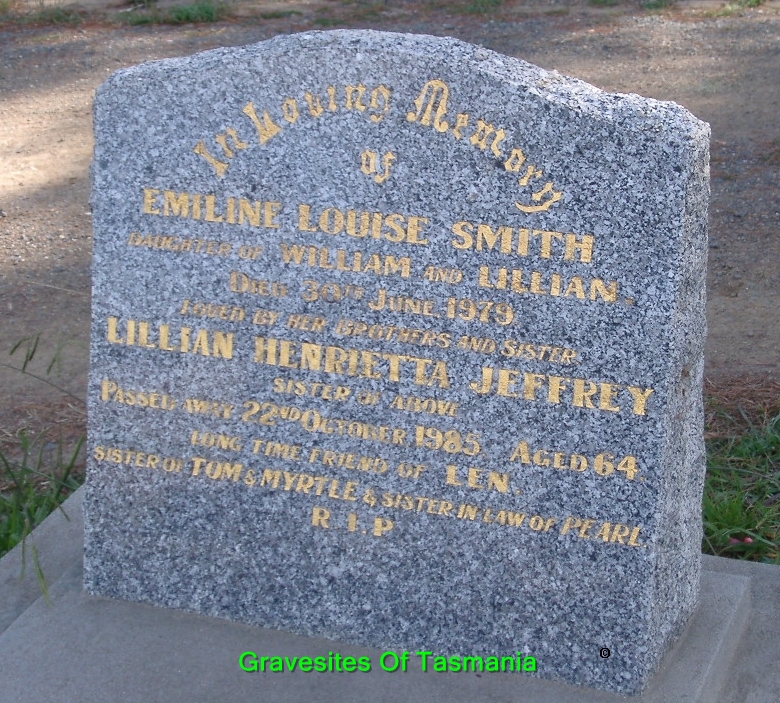 In Loving Memory
of
EMILINE LOUISE SMITH
DAUGHTER OF WILLIAM AND LILLIAN.
DIED 30TH JUNE. 1979
LOVED BY HER BROTHERS AND SISTER
LILLIAN HENRIETTA JEFFREY
SISTER OF ABOVE
PASSED AWAY 22ND OCTOBER 1985 AGED 64.
LONG TIME FRIEND OF LEN.
SISTER OF TOM & MYRTLE & SISTER IN LAW OF PEARL
R.I.P
Gravesites Of Tasmania ©